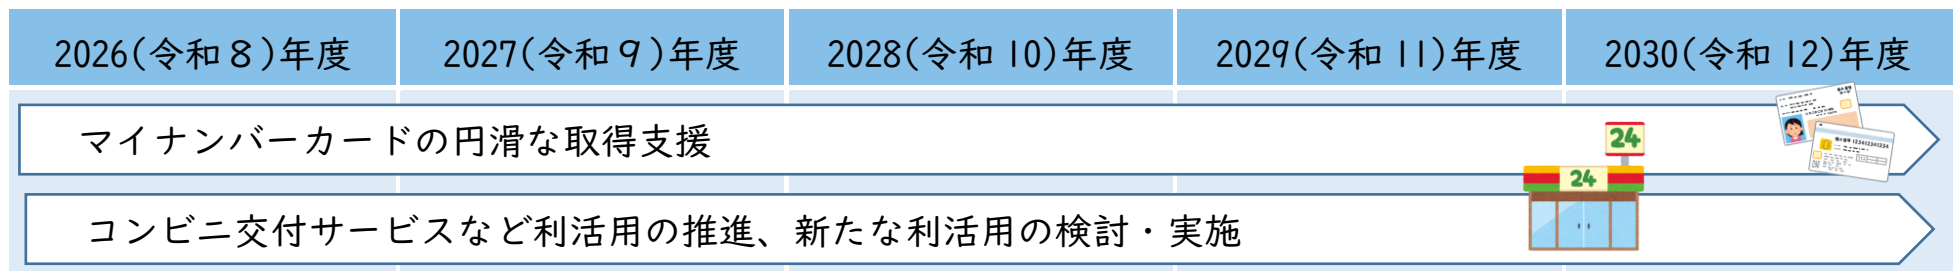 2026(令和８)年度 2027(令和９)年度 2028(令和 10)年度 2029(令和 11)年度 2030(令和 12)年度
マイナンバーカードの円滑な取得支援
24
24
コンビニ交付サービスなど利活用の推進、新たな利活用の検討・実施